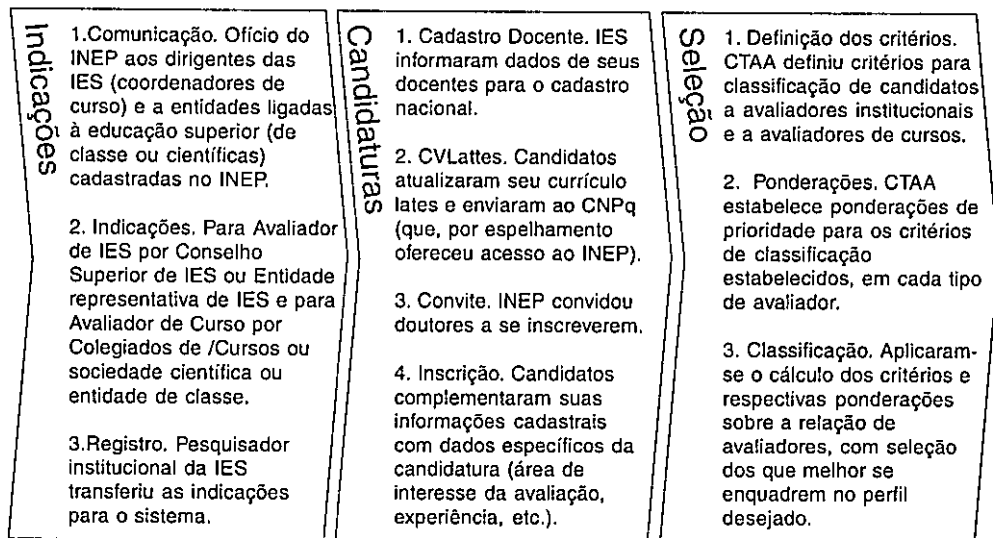 Indicações
1.Comunicação. Ofício do
INEP aos dirigentes das
IES (coordenadores de
curso) e a entidades ligadas
à educação superior (de
classe ou científicas)
cadastradas no INEP.
2. Indicações. Para Avaliador
de IES por Conselho
Superior de IES ou Entidade
representativa de IES e para
Avaliador de Curso por
Colegiados de /Cursos ou
sociedade científica ou
entidade de classe.
3.Registro. Pesquisador
institucional da IES
transferiu as indicações
para o sistema.
Candidaturas
1. Cadastro Docente. IES
informaram dados de seus
docentes para o cadastro
nacional.
2. CVLattes. Candidatos
atualizaram seu currículo
lates e enviaram ao CNPq
(que, por espelhamento
ofereceu acesso ao INEP).
3. Convite. INEP convidou
doutores a se inscreverem.
4. Inscrição. Candidatos
complementaram suas
informações cadastrais
com dados específicos da
candidatura (área de
interesse da avaliação,
experiência, etc.).
Seleção
1. Definição dos critérios.
CTAA definiu critérios para
classificação de candidatos
a avaliadores institucionais
e a avaliadores de cursos.
2. Ponderações. CTAA
estabelece ponderações de
prioridade para os critérios
de classificação
estabelecidos, em cada tipo
de avaliador.
3. Classificação. Aplicaram-
se o cálculo dos critérios e
respectivas ponderações
sobre a relação de
avaliadores, com seleção
dos que melhor se
enquadrem no perfil
desejado.